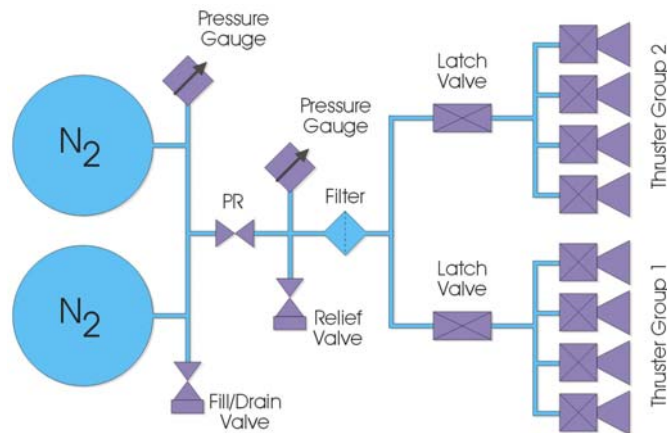 Pressure
Gauge
N2
Pressure
Gauge
PR
Filter
Latch
Valve
Thruster Group 2
N2
Relief
Valve
Fill/Drain
Valve
Latch
Valve
Thruster Group 1